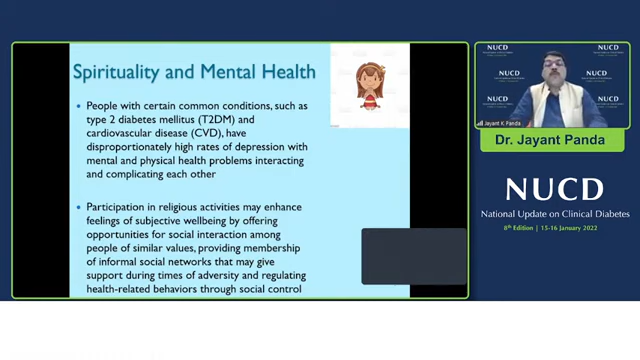 Spirituality and Mental Health
• People with certain common conditions, such as
type 2 diabetes mellitus (T2DM) and
cardiovascular disease (CVD), have
disproportionately high rates of depression with
mental and physical health problems interacting
and complicating each other
• Participation in religious activities may enhance
feelings of subjective wellbeing by offering
opportunities for social interaction among
people of similar values, providing membership
of informal social networks that may give
support during times of adversity and regulating
health-related behaviors through social control
NUCD
NUCD
NUCD
NUCD
NUCD
Jayant K Panda
Dr. Jayant Panda
NUCD
National Update on Clinical Diabetes
8th Edition | 15-16 January 2022